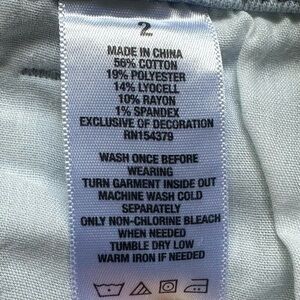 2
MADE IN CHINA
56% COTTON
19% POLYESTER
14% LYOCELL
10% RAYON
1% SPANDEX
EXCLUSIVE OF DECORATION
RN154379
WASH ONCE BEFORE
WEARING
TURN GARMENT INSIDE OUT
MACHINE WASH COLD
SEPARATELY
ONLY NON-CHLORINE BLEACH
WHEN NEEDED
TUMBLE DRY LOW
WARM IRON IF NEEDED